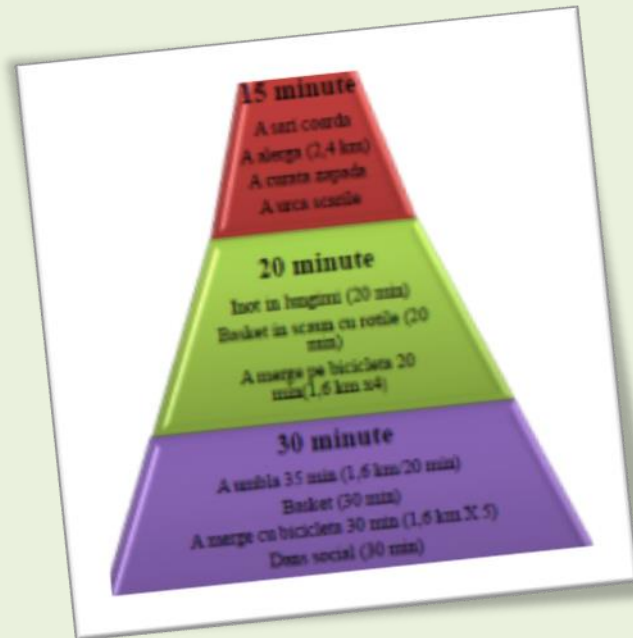 15 minute
A sari coarda
A alerga (2,4 km)
A curata zapada
A urca scarile
20 minute
Inot in lungimi (20 min)
Basket in scaun cu rotile (20
min)
A merge pe bicicleta 20
min(1,6 km x4)
30 minute
A umbla 35 min (1,6 km/20 min)
Basket (30 min)
A merge cu bicicleta 30 min (1,6 km X 5)
Dans social (30 min)